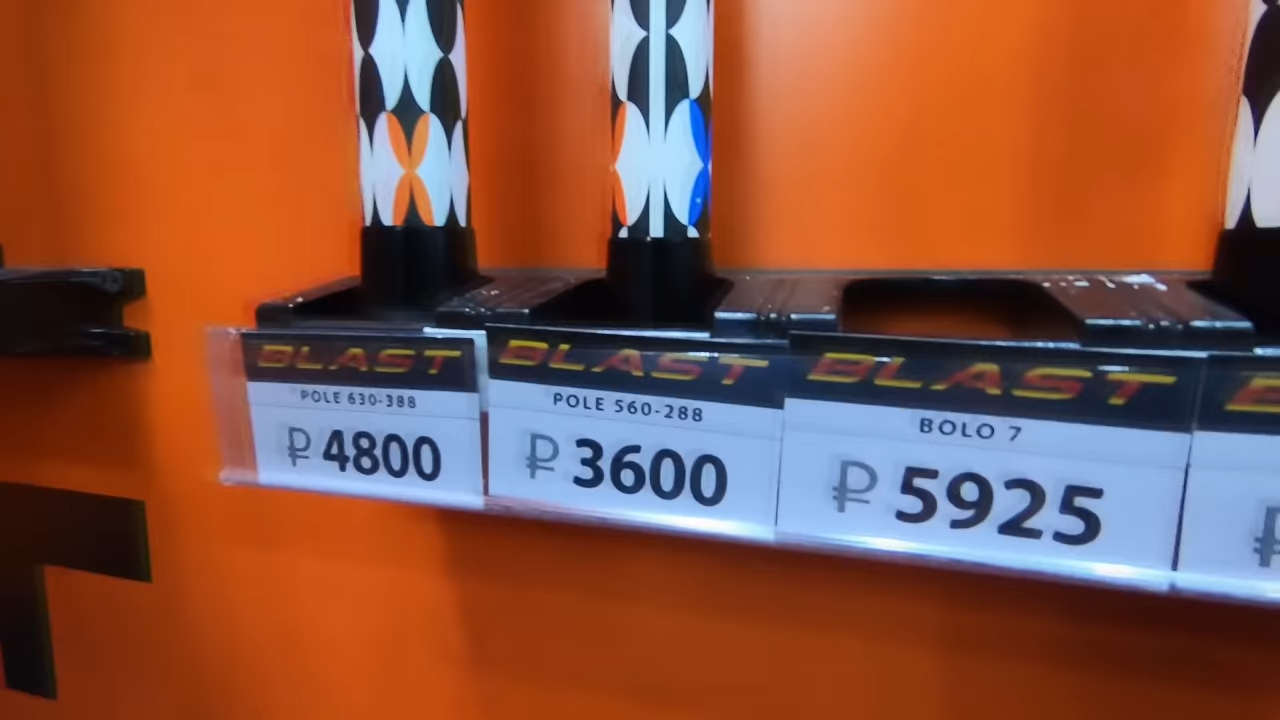 BLAST
POLE 630-388
₽ 4800
BLAST
POLE 560-288
₽ 3600
BLAST
BOLO 7
₽ 5925
₽